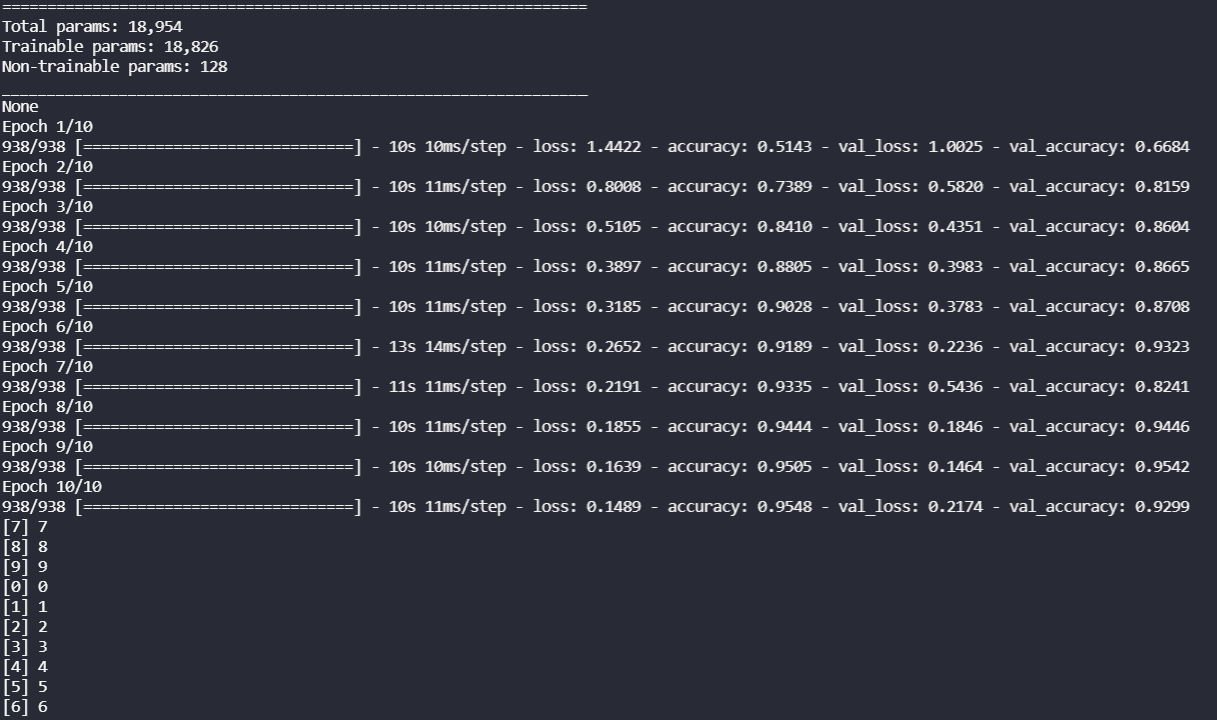 =================================================================
Total params: 18,954
Trainable params: 18,826
Non-trainable params: 128
_________________________________________________________________
None
Epoch 1/10
938/938 [==============================] - 10s 10ms/step - loss: 1.4422 - accuracy: 0.5143 - val_loss: 1.0025 - val_accuracy: 0.6684
Epoch 2/10
938/938 [==============================] - 10s 11ms/step - loss: 0.8008 - accuracy: 0.7389 - val_loss: 0.5820 - val_accuracy: 0.8159
Epoch 3/10
938/938 [==============================] - 10s 10ms/step - loss: 0.5105 - accuracy: 0.8410 - val_loss: 0.4351 - val_accuracy: 0.8604
Epoch 4/10
938/938 [==============================] - 10s 11ms/step - loss: 0.3897 - accuracy: 0.8805 - val_loss: 0.3983 - val_accuracy: 0.8665
Epoch 5/10
938/938 [==============================] - 10s 11ms/step - loss: 0.3185 - accuracy: 0.9028 - val_loss: 0.3783 - val_accuracy: 0.8708
Epoch 6/10
938/938 [==============================] - 13s 14ms/step - loss: 0.2652 - accuracy: 0.9189 - val_loss: 0.2236 - val_accuracy: 0.9323
Epoch 7/10
938/938 [==============================] - 11s 11ms/step - loss: 0.2191 - accuracy: 0.9335 - val_loss: 0.5436 - val_accuracy: 0.8241
Epoch 8/10
938/938 [==============================] - 10s 11ms/step - loss: 0.1855 - accuracy: 0.9444 - val_loss: 0.1846 - val_accuracy: 0.9446
Epoch 9/10
938/938 [==============================] - 10s 10ms/step - loss: 0.1639 - accuracy: 0.9505 - val_loss: 0.1464 - val_accuracy: 0.9542
Epoch 10/10
938/938 [==============================] - 10s 11ms/step - loss: 0.1489 - accuracy: 0.9548 - val_loss: 0.2174 - val_accuracy: 0.9299
[7] 7
[8] 8
[9] 9
[0] 0
[1] 1
[2] 2
[3] 3
[4] 4
[5] 5
[6] 6